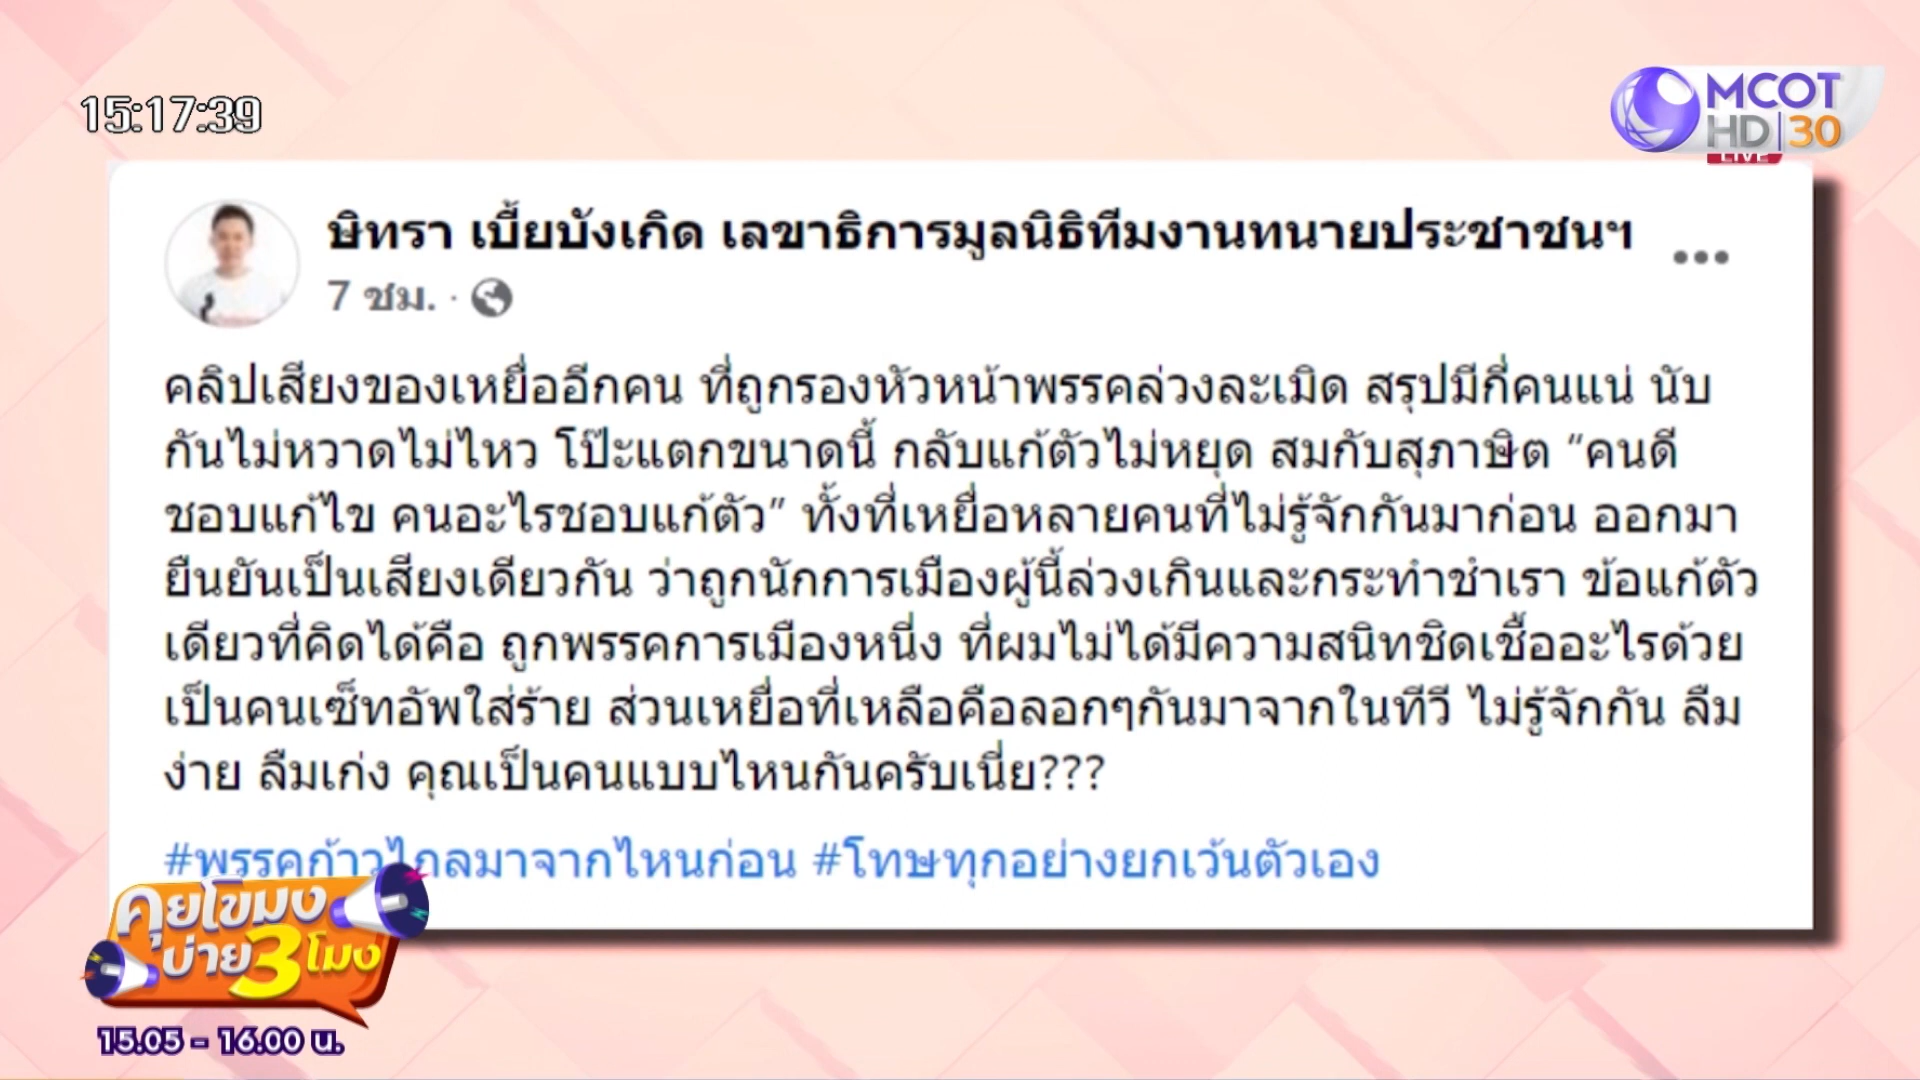 15:17:39
MCOT
HD 30
LIVE
ษิทรา เบี้ยบังเกิด เลขาธิการมูลนิธิทีมงานทนายประชาชนฯ
7 ชม.
คลิปเสียงของเหยื่ออีกคน ที่ถูกรองหัวหน้าพรรคล่วงละเมิด สรุปมีกี่คนแน่ นับ
กันไม่หวาดไม่ไหว โป๊ะแตกขนาดนี้ กลับแก้ตัวไม่หยุด สมกับสุภาษิต “คนดี
ชอบแก้ไข คนอะไรชอบแก้ตัว” ทั้งที่เหยื่อหลายคนที่ไม่รู้จักกันมาก่อน ออกมา
ยืนยันเป็นเสียงเดียวกัน ว่าถูกนักการเมืองผู้นี้ล่วงเกินและกระทำชำเรา ข้อแก้ตัว
เดียวที่คิดได้คือ ถูกพรรคการเมืองหนึ่ง ที่ผมไม่ได้มีความสนิทชิดเชื้ออะไรด้วย
เป็นคนเซ็ทอัพใส่ร้าย ส่วนเหยื่อที่เหลือคือลอกๆกันมาจากในทีวี ไม่รู้จักกัน ลืม
ง่าย ลืมเก่ง คุณเป็นคนแบบไหนกันครับเนี่ย???
#พรรคก้าวไกลมาจากไหนก่อน #โทษทุกอย่างยกเว้นตัวเอง
คุยโขมง
บ่าย 3 โมง
15.05 - 16.00 น.